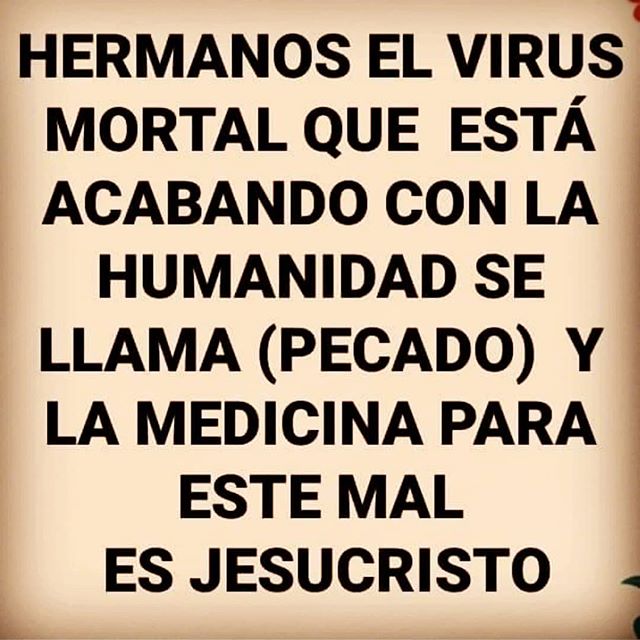 HERMANOS EL VIRUS
MORTAL QUE ESTÁ
ACABANDO CON LA
HUMANIDAD SE
LLAMA (PECADO) Y
LA MEDICINA PARA
ESTE MAL
ES JESUCRISTO